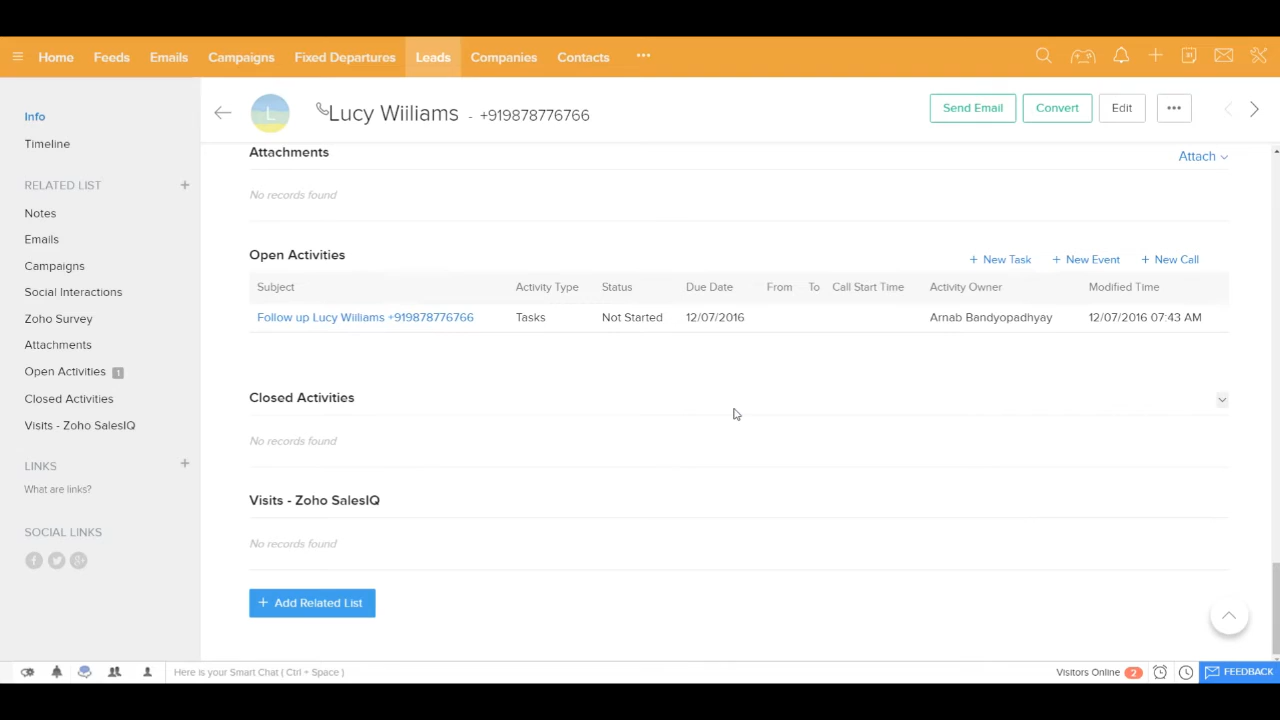 Home Feeds Emails Campaigns Fixed Departures Leads Companies Contacts
L Lucy Wiilliams - +919878776766 Send Email Convert Edit
Info
Timeline
RELATED LIST
Notes
Emails
Campaigns
Social Interactions
Zoho Survey
Attachments
Open Activities 1
Closed Activities
Visits - Zoho SalesIQ
LINKS
What are links?
SOCIAL LINKS
Attachments Attach
No records found
Open Activities
+ New Task + New Event + New Call
Subject Activity Type Status Due Date From To Call Start Time Activity Owner Modified Time
Follow up Lucy Wiilliams +919878776766 Tasks Not Started 12/07/2016 Arnab Bandyopadhyay 12/07/2016 07:43 AM
Closed Activities
No records found
Visits - Zoho SalesIQ
No records found
+ Add Related List
Here is your Smart Chat ( Ctrl + Space ) Visitors Online 2 FEEDBACK